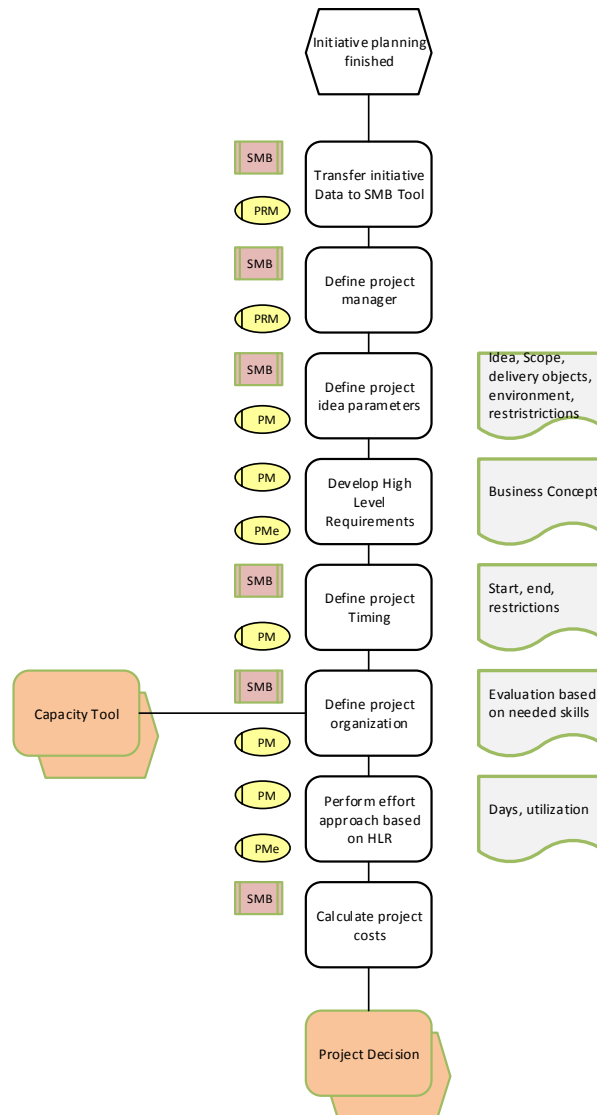 Initiative planning
finished
SMB
Transfer initiative
Data to SMB Tool
PRM
SMB
Define project
manager
PRM
SMB
Define project
idea parameters
PM
Idea, Scope,
delivery objects,
environment,
restristrictions
PM
Develop High
Level
Requirements
PMe
Business Concept
SMB
Define project
Timing
PM
Start, end,
restrictions
SMB
Capacity Tool
Define project
organization
PM
Evaluation based
on needed skills
PM
Perform effort
approach based
on HLR
PMe
Days, utilization
SMB
Calculate project
costs
Project Decision